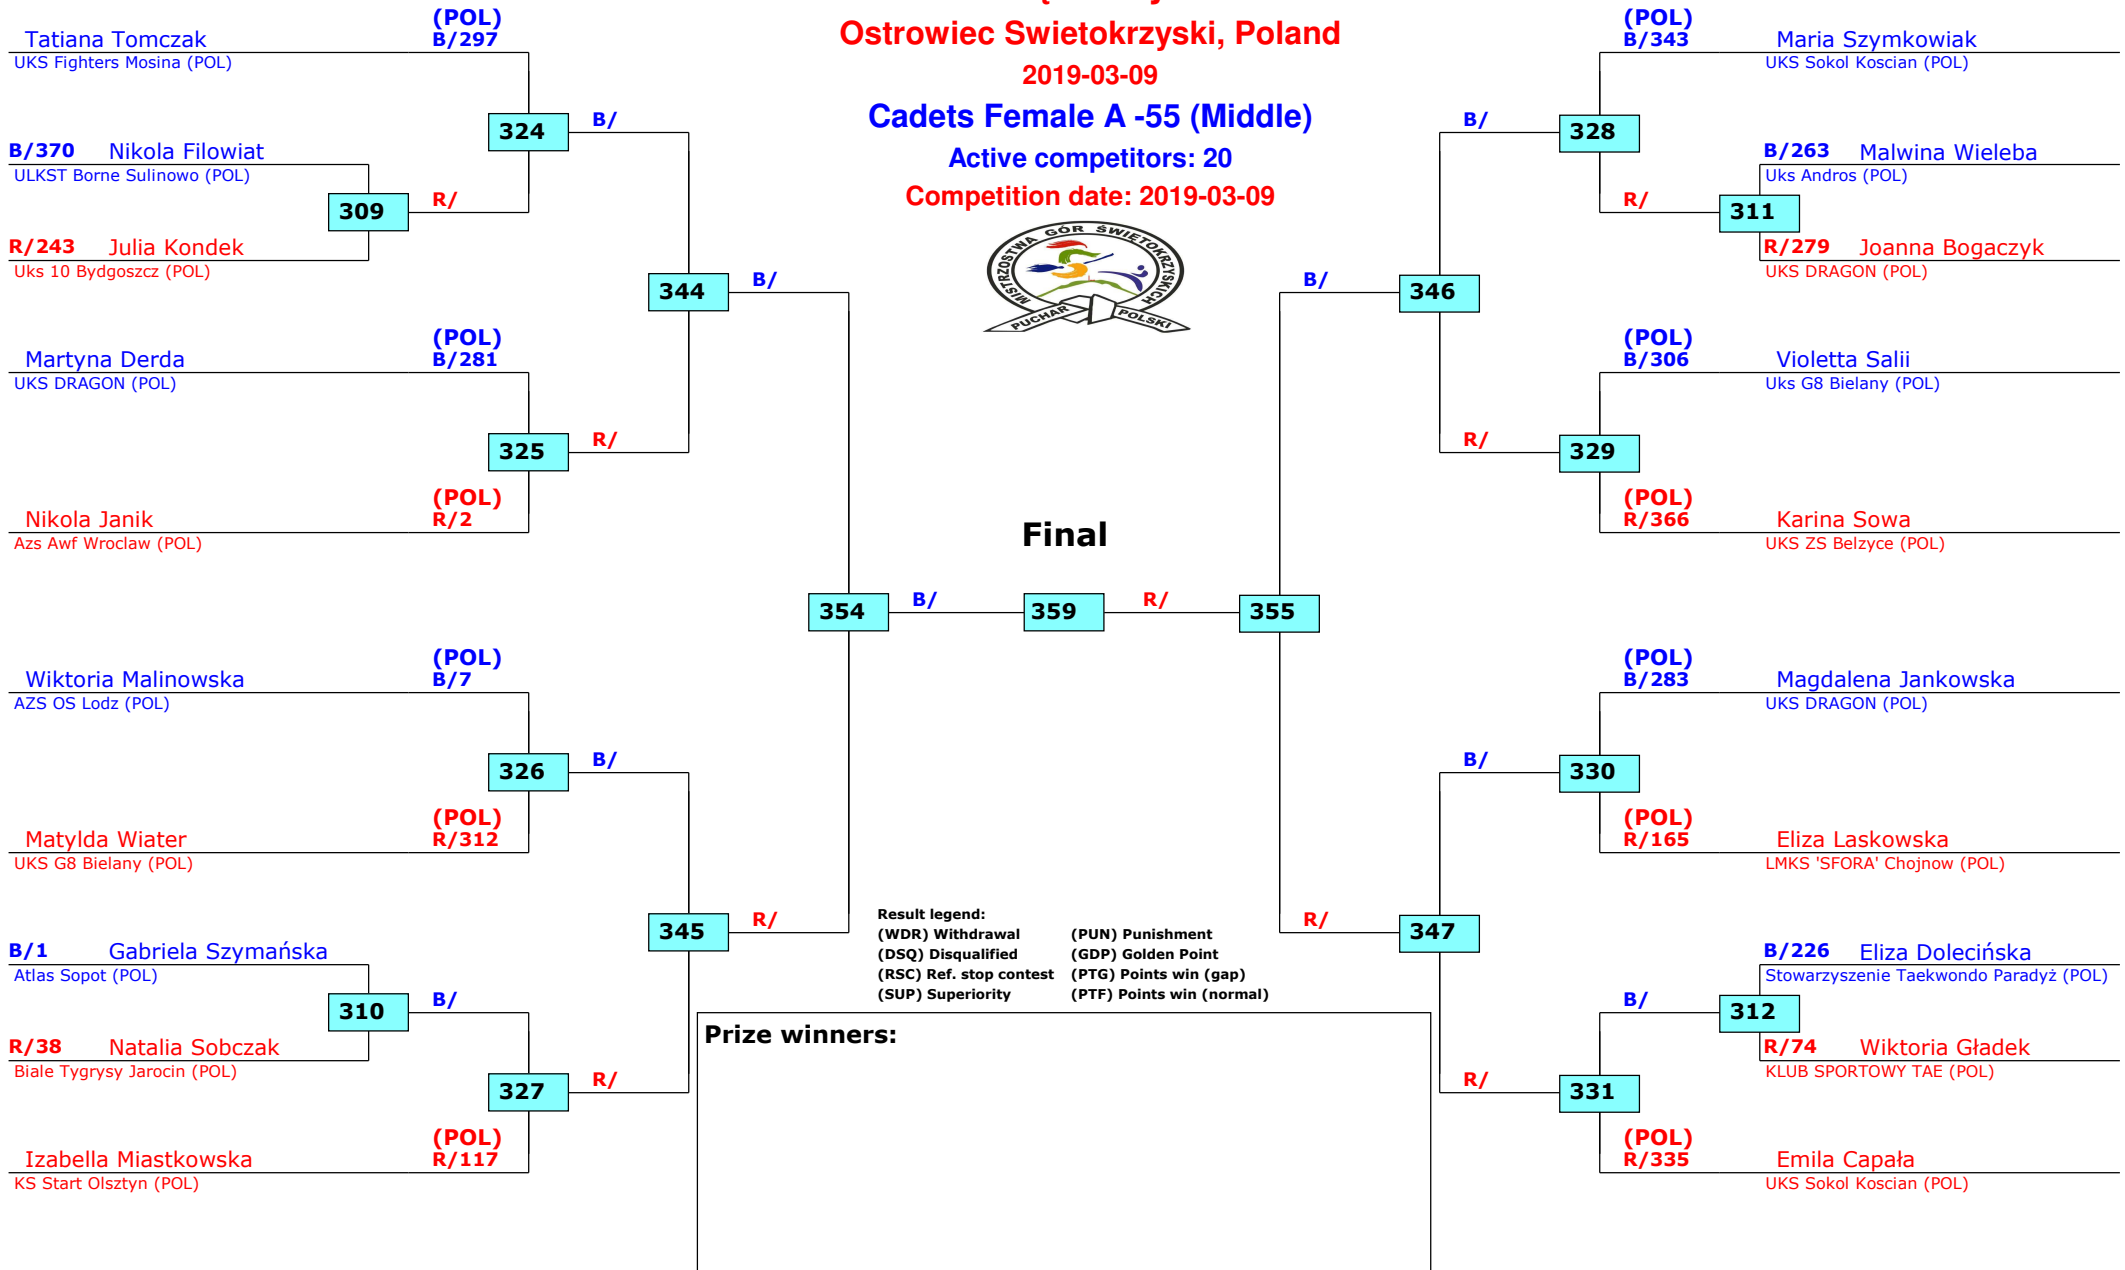 Ostrowiec Swietokrzyski, Poland
2019-03-09
Cadets Female A -55 (Middle)
Active competitors: 20
Competition date: 2019-03-09
MISTRZOSTWA GÓR ŚWIĘTOKRZYSKICH
PUCHAR POLSKI
(POL)
Tatiana Tomczak B/297
UKS Fighters Mosina (POL)
324 B/
B/370 Nikola Filowiat
ULKST Borne Sulinowo (POL)
309 R/
R/243 Julia Kondek
Uks 10 Bydgoszcz (POL)
344 B/
(POL)
Martyna Derda B/281
UKS DRAGON (POL)
325 R/
(POL)
Nikola Janik R/2
Azs Awf Wroclaw (POL)
Final
354 B/ 359 R/ 355
(POL)
Wiktoria Malinowska B/7
AZS OS Lodz (POL)
326 B/
(POL)
Matylda Wiater R/312
UKS G8 Bielany (POL)
345 R/
B/1 Gabriela Szymańska
Atlas Sopot (POL)
310 B/
R/38 Natalia Sobczak
Biale Tygrysy Jarocin (POL)
327 R/
(POL)
Izabella Miastkowska R/117
KS Start Olsztyn (POL)
(POL)
B/343 Maria Szymkowiak
UKS Sokol Koscian (POL)
B/ 328
B/263 Malwina Wieleba
Uks Andros (POL)
R/ 311
R/279 Joanna Bogaczyk
UKS DRAGON (POL)
B/ 346
(POL)
B/306 Violetta Salii
Uks G8 Bielany (POL)
R/ 329
(POL)
R/366 Karina Sowa
UKS ZS Belzyce (POL)
(POL)
B/283 Magdalena Jankowska
UKS DRAGON (POL)
B/ 330
(POL)
R/165 Eliza Laskowska
LMKS 'SFORA' Chojnow (POL)
R/ 347
B/226 Eliza Dolecińska
Stowarzyszenie Taekwondo Paradyż (POL)
B/ 312
R/74 Wiktoria Gładek
KLUB SPORTOWY TAE (POL)
R/ 331
(POL)
R/335 Emila Capała
UKS Sokol Koscian (POL)
Result legend:
(WDR) Withdrawal (PUN) Punishment
(DSQ) Disqualified (GDP) Golden Point
(RSC) Ref. stop contest (PTG) Points win (gap)
(SUP) Superiority (PTF) Points win (normal)
Prize winners: